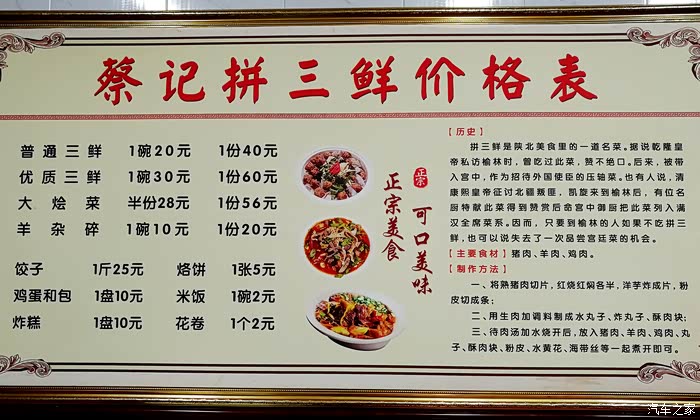 蔡记拼三鲜价格表
普通三鲜 1碗20元 1份40元
优质三鲜 1碗30元 1份60元
大烩菜 半份28元 1份56元
羊杂碎 1碗10元 1份20元
饺子 1斤25元 烙饼 1张5元
鸡蛋和包 1盘10元 米饭 1碗2元
炸糕 1盘10元 花卷 1个2元
正宗美食
正宗
可口美味
【历史】
拼三鲜是陕北美食里的一道名菜。据说乾隆皇
帝私访榆林时，曾吃过此菜，赞不绝口。后来，被带
入宫中，作为招待外国使臣的压轴菜。也有人说，清
康熙皇帝征讨北疆叛匪，凯旋来到榆林后，有位名
厨特献此菜得到赞赏后命宫中御厨把此菜列入满
汉全席菜系。因而，只要到榆林的人如果不吃拼三
鲜，也可以说失去了一次品尝宫廷菜的机会。
【主要食材】猪肉、羊肉、鸡肉。
【制作方法】
一、将熟猪肉切片，红烧红焖各半，洋芋炸成片，粉
皮切成条；
二、用生肉加调料制成水丸子、炸丸子、酥肉块；
三、待肉汤加水烧开后，放入猪肉、羊肉、鸡肉、丸
子、酥肉块、粉皮、水黄花、海带丝等一起煮开即可。
汽车之家